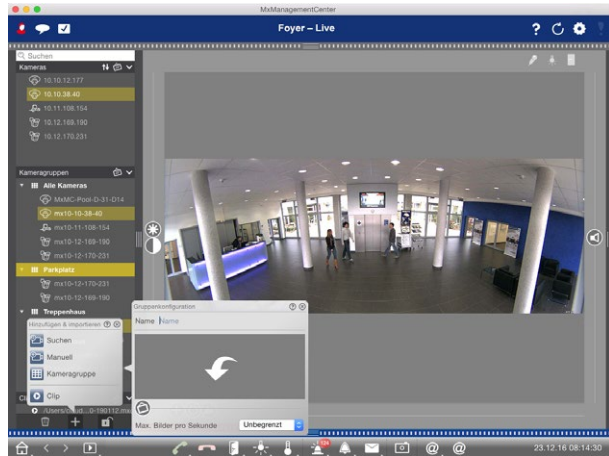 MxManagementCenter
Foyer – Live
?
Suchen
Kameras
10.10.12.177
10.10.38.40
10.11.108.154
10.12.169.190
10.12.170.231
Kameragruppen
Alle Kameras
MxMC-Pool-D-31-D14
mx10-10-38-40
mx10-11-108-154
mx10-12-169-190
mx10-12-170-231
Parkplatz
mx10-12-170-231
mx10-12-169-190
Treppenhaus
Hinzufügen & importieren
Suchen
Manuell
Kameragruppe
Clip
Gruppenkonfiguration
Name Name
Max. Bilder pro Sekunde Unbegrenzt
23.12.16 08:14:30